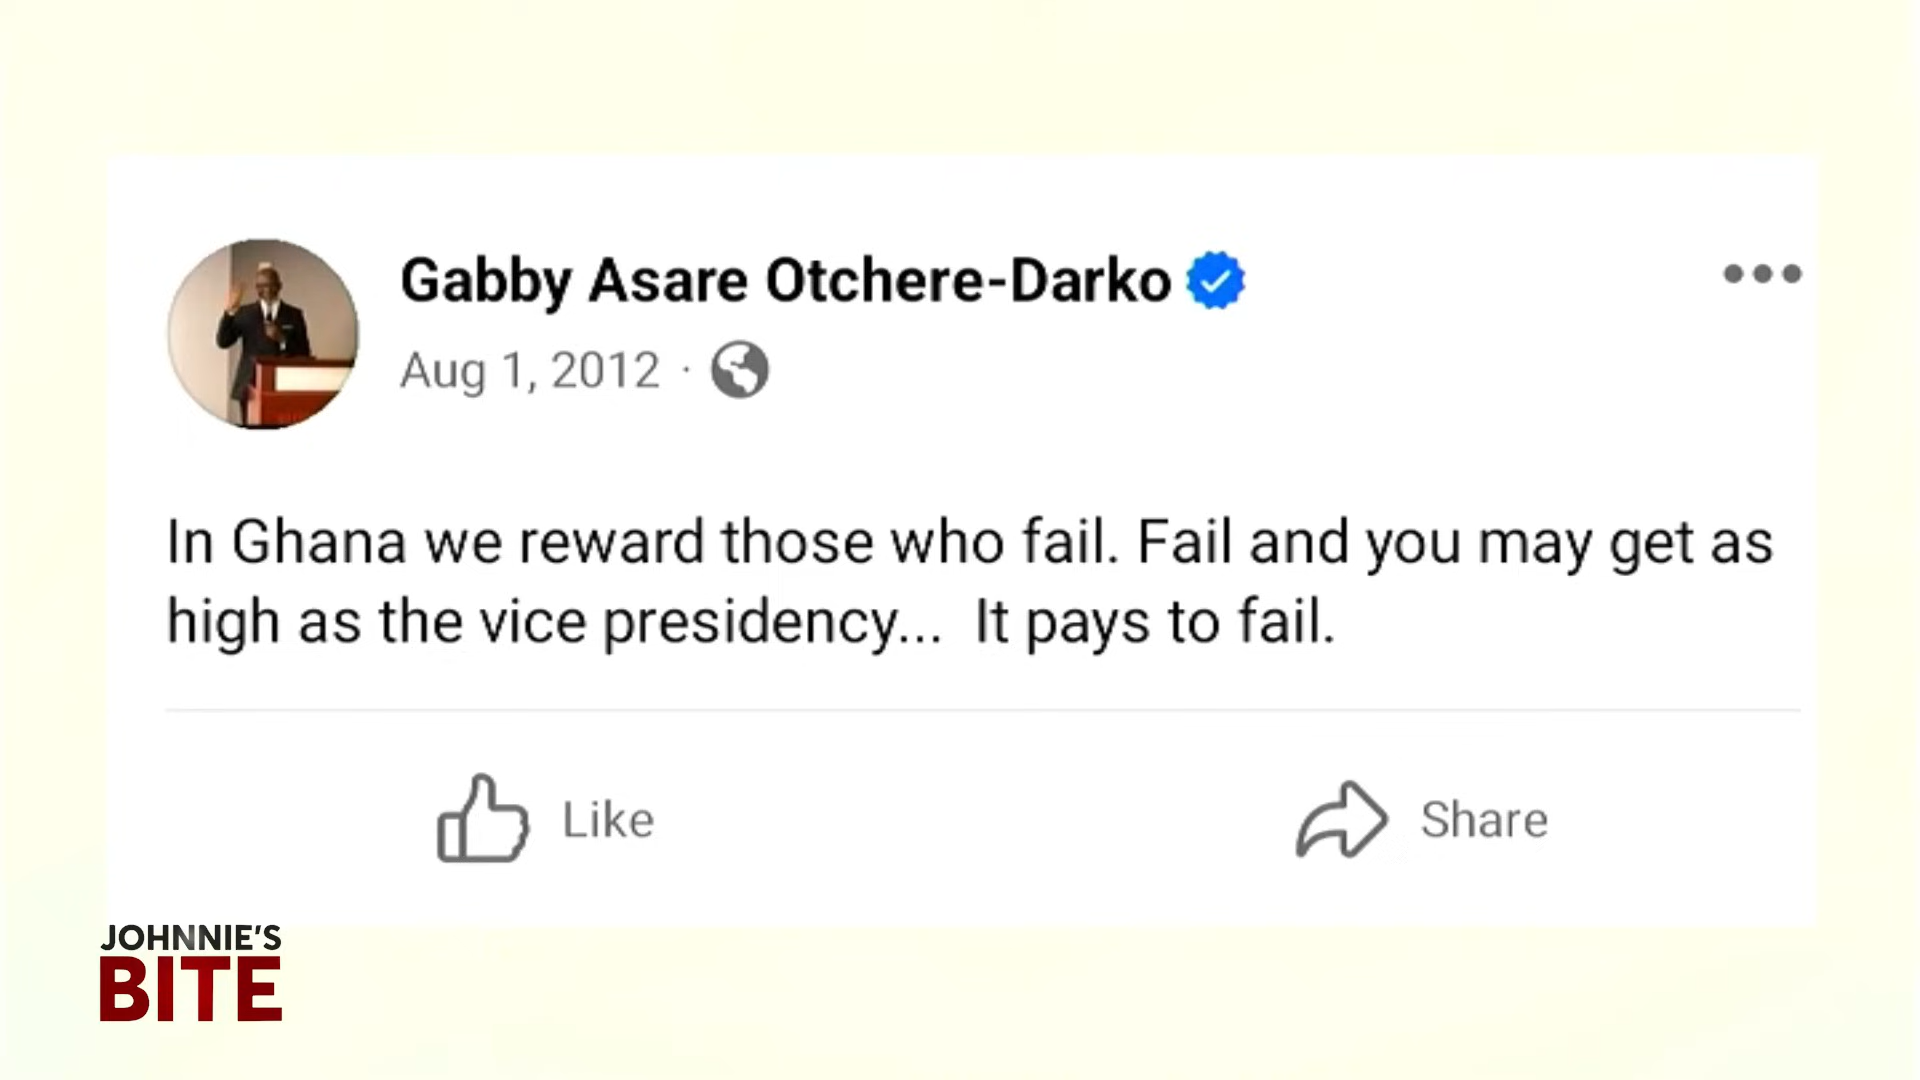 Gabby Asare Otchere-Darko
Aug 1, 2012 ·
In Ghana we reward those who fail. Fail and you may get as
high as the vice presidency...  It pays to fail.
Like
Share
JOHNNIE'S
BITE